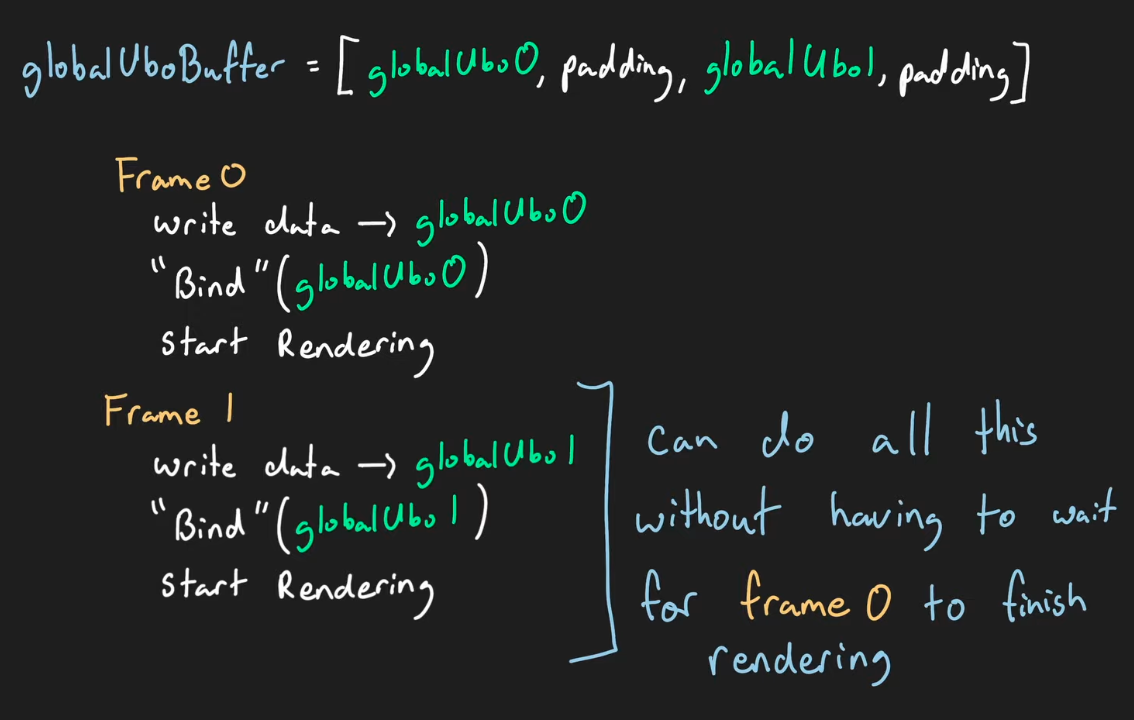 globalUboBuffer = [globalUbo0, padding, globalUbo1, padding]
Frame 0
write data → globalUbo0
"Bind"(globalUbo0)
start Rendering
Frame 1
write data → globalUbo1
"Bind"(globalUbo1)
start Rendering
can do all this
without having to wait
for frame 0 to finish
rendering